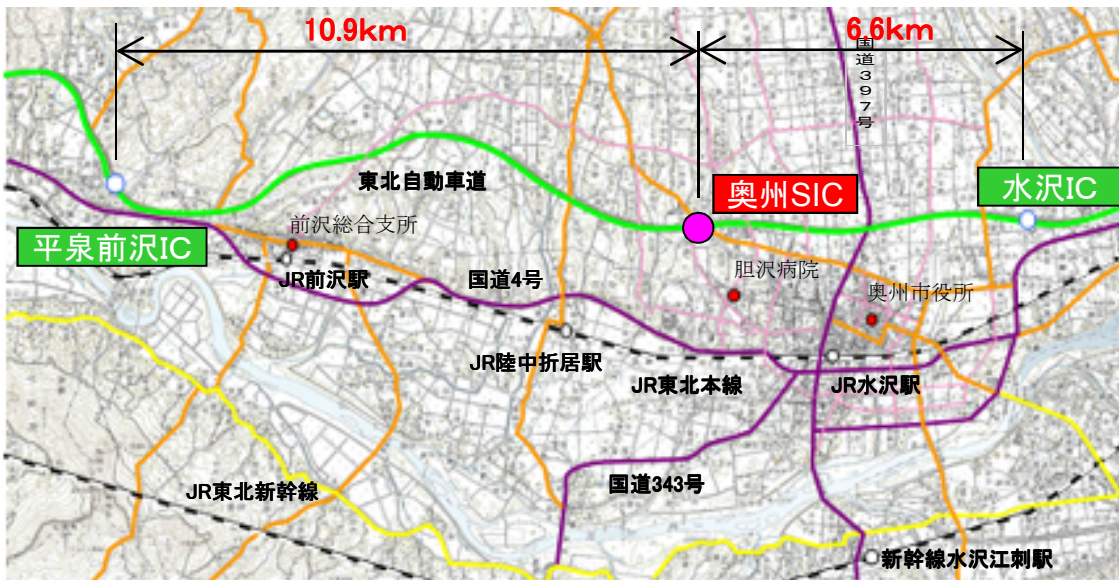 10.9km
6.6km
国道397号
東北自動車道
奥州SIC
水沢IC
平泉前沢IC
前沢総合支所
JR前沢駅
国道4号
胆沢病院
奥州市役所
JR陸中折居駅
JR東北本線
JR水沢駅
JR東北新幹線
国道343号
新幹線水沢江刺駅